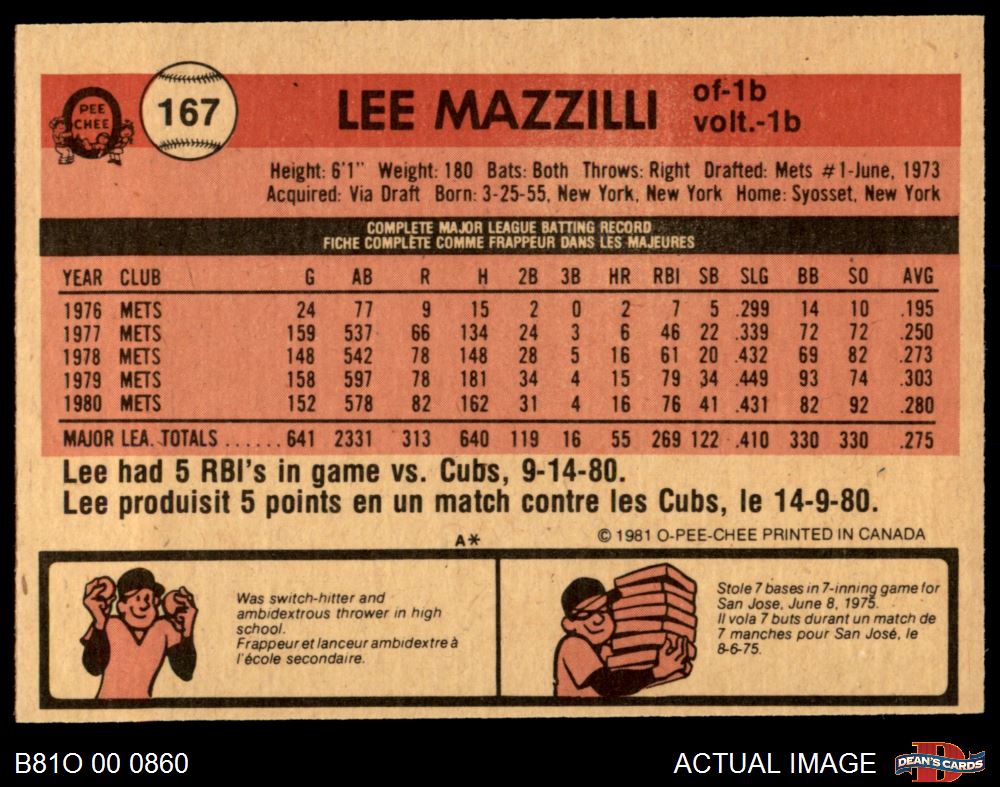 PEE
CHEE
167
LEE MAZZILLI
of-1b
volt.-1b
Height: 6'1" Weight: 180 Bats: Both Throws: Right Drafted: Mets #1-June, 1973
Acquired: Via Draft Born: 3-25-55, New York, New York Home: Syosset, New York
COMPLETE MAJOR LEAGUE BATTING RECORD
FICHE COMPLÈTE COMME FRAPPEUR DANS LES MAJEURES
YEAR CLUB G AB R H 2B 3B HR RBI SB SLG BB SO AVG
1976 METS 24 77 9 15 2 0 2 7 5 .299 14 10 .195
1977 METS 159 537 66 134 24 3 6 46 22 .339 72 72 .250
1978 METS 148 542 78 148 28 5 16 61 20 .432 69 82 .273
1979 METS 158 597 78 181 34 4 15 79 34 .449 93 74 .303
1980 METS 152 578 82 162 31 4 16 76 41 .431 82 92 .280
MAJOR LEA. TOTALS ...... 641 2331 313 640 119 16 55 269 122 .410 330 330 .275
Lee had 5 RBI's in game vs. Cubs, 9-14-80.
Lee produisit 5 points en un match contre les Cubs, le 14-9-80.
A* © 1981 O-PEE-CHEE PRINTED IN CANADA
Was switch-hitter and
ambidextrous thrower in high
school.
Frappeur et lanceur ambidextre à
l'école secondaire.
Stole 7 bases in 7-inning game for
San Jose, June 8, 1975.
Il vola 7 buts durant un match de
7 manches pour San José, le
8-6-75.
B81O 00 0860
ACTUAL IMAGE
DEAN'S CARDS